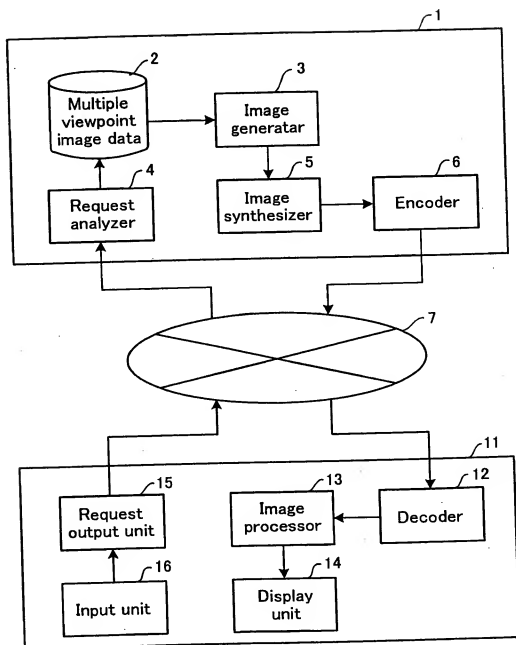 1
2
Multiple
viewpoint
image data
3
Image
generatar
4
Request
analyzer
5
Image
synthesizer
6
Encoder
7
11
15
Request
output unit
13
Image
processor
12
Decoder
16
Input unit
14
Display
unit